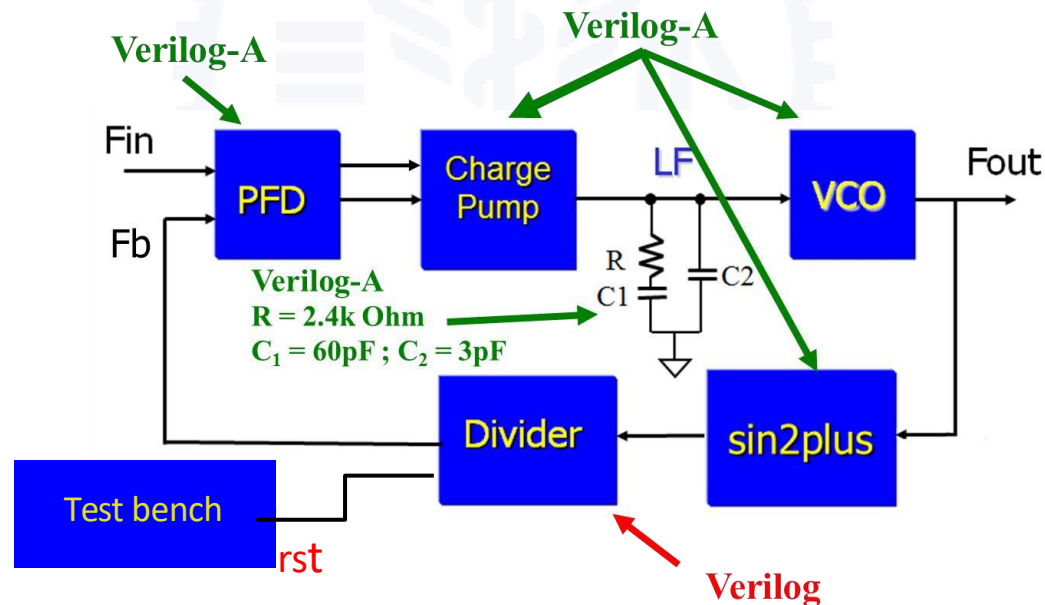 Verilog-A
Verilog-A
Fin
PFD
Charge
Pump
LF
VCO
Fout
Fb
R
C1
C2
Verilog-A
R = 2.4k Ohm
C₁ = 60pF ; C₂ = 3pF
Divider
sin2plus
Test bench
rst
Verilog